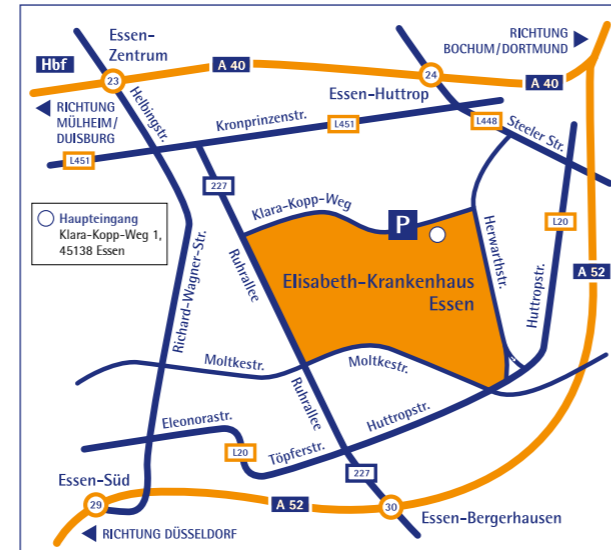 Essen-
Zentrum
RICHTUNG
BOCHUM/DORTMUND
Hbf
23
A 40
24
A 40
RICHTUNG
MÜLHEIM/
DUISBURG
Helbingstr.
Essen-Huttrop
Kronprinzenstr.
L451
L448
Steeler Str.
L451
227
Klara-Kopp-Weg
P
L20
Haupteingang
Klara-Kopp-Weg 1,
45138 Essen
Richard-Wagner-Str.
Ruhrallee
Elisabeth-Krankenhaus
Essen
Herwarthstr.
Huttropstr.
A 52
Moltkestr.
Moltkestr.
Ruhrallee
Eleonorastr.
Huttropstr.
L20
Töpferstr.
227
Essen-Süd
29
A 52
30
Essen-Bergerhausen
RICHTUNG DÜSSELDORF